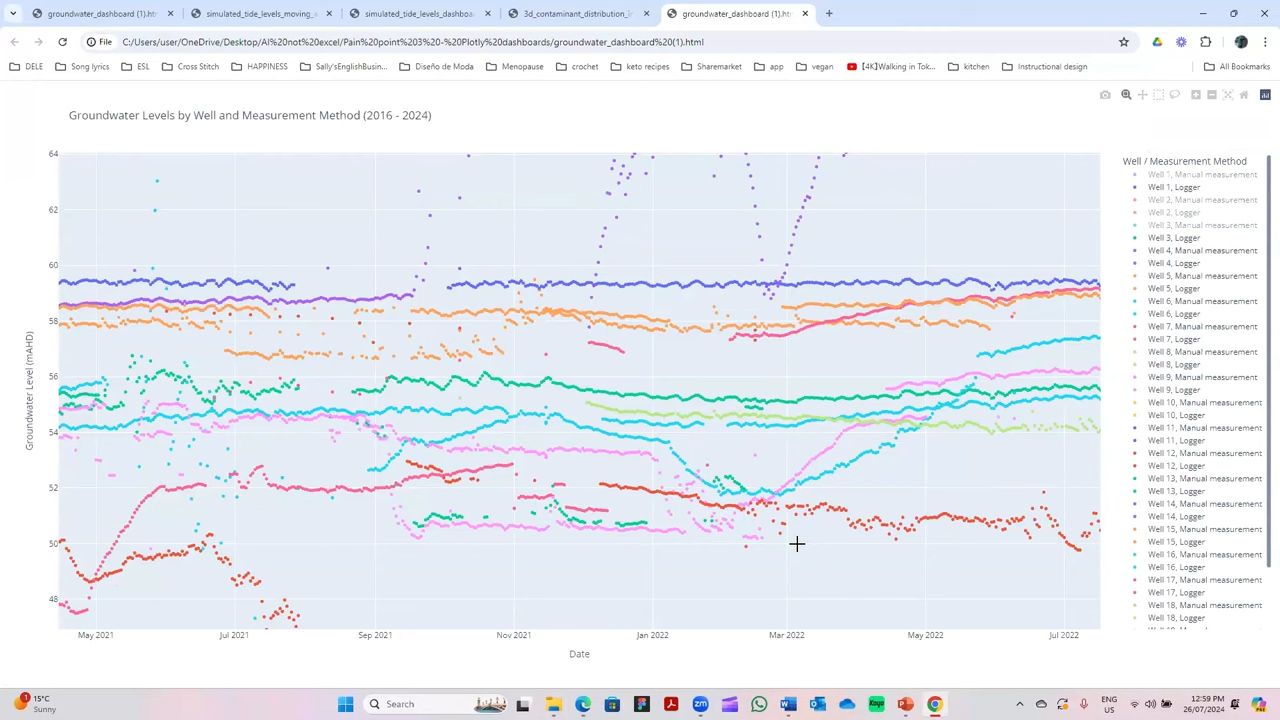 groundwater_dashboard (1).htm
simulated_tide_levels_moving_a
simulated_tide_levels_dashboar
3d_contaminant_distribution_in
groundwater_dashboard (1).htm
File C:/Users/user/OneDrive/Desktop/AI%20not%20excel/Pain%20point%203%20-%20Plotly%20dashboards/groundwater_dashboard%20(1).html
DELE Song lyrics ESL Cross Stitch HAPPINESS Sally'sEnglishBusin... Diseño de Moda Menopause crochet keto recipes Sharemarket app vegan 【4K】Walking in Tok... kitchen Instructional design All Bookmarks
Groundwater Levels by Well and Measurement Method (2016 - 2024)
64
62
60
58
56
54
52
50
48
Groundwater Level (mAHD)
May 2021 Jul 2021 Sep 2021 Nov 2021 Jan 2022 Mar 2022 May 2022 Jul 2022
Date
Well / Measurement Method
Well 1, Manual measurement
Well 1, Logger
Well 2, Manual measurement
Well 2, Logger
Well 3, Manual measurement
Well 3, Logger
Well 4, Manual measurement
Well 4, Logger
Well 5, Manual measurement
Well 5, Logger
Well 6, Manual measurement
Well 6, Logger
Well 7, Manual measurement
Well 7, Logger
Well 8, Manual measurement
Well 8, Logger
Well 9, Manual measurement
Well 9, Logger
Well 10, Manual measurement
Well 10, Logger
Well 11, Manual measurement
Well 11, Logger
Well 12, Manual measurement
Well 12, Logger
Well 13, Manual measurement
Well 13, Logger
Well 14, Manual measurement
Well 14, Logger
Well 15, Manual measurement
Well 15, Logger
Well 16, Manual measurement
Well 16, Logger
Well 17, Manual measurement
Well 17, Logger
Well 18, Manual measurement
Well 18, Logger
1
15°C
Sunny
Search
zm
Kayo
ENG
US
12:59 PM
26/07/2024